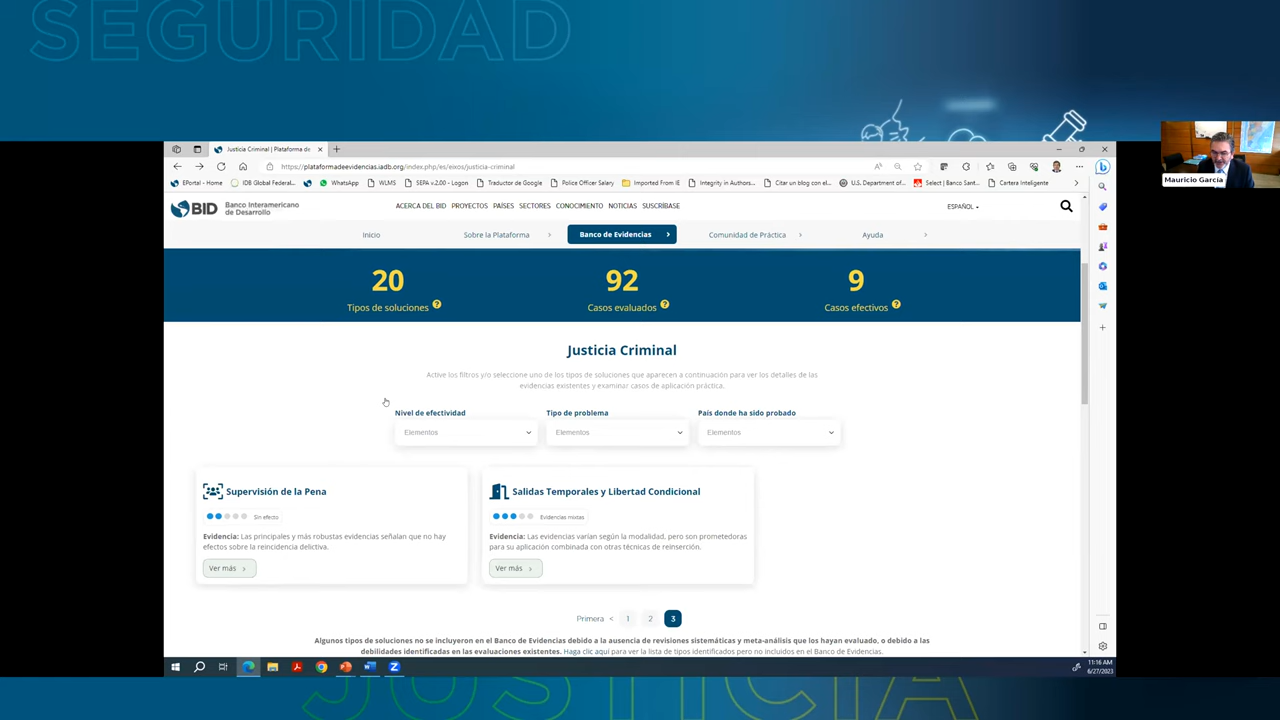 SEGURIDAD
Justicia Criminal | Plataforma de
https://plataformadeevidencias.iadb.org/index.php/es/eixos/justicia-criminal
EPortal - Home
IDB Global Federal...
WhatsApp
WLMS
SEPA v.2.00 - Logon
Traductor de Google
Police Officer Salary
Imported From IE
Integrity in Authors...
Citar un blog con el...
U.S. Department of...
Select | Banco Sant...
Cartera Inteligente
Mauricio García
BID
Banco Interamericano
de Desarrollo
ACERCA DEL BID PROYECTOS PAÍSES SECTORES CONOCIMIENTO NOTICIAS SUSCRÍBASE
ESPAÑOL
Inicio
Sobre la Plataforma
Banco de Evidencias
Comunidad de Práctica
Ayuda
20
Tipos de soluciones ?
92
Casos evaluados ?
9
Casos efectivos ?
Justicia Criminal
Active los filtros y/o seleccione uno de los tipos de soluciones que aparecen a continuación para ver los detalles de las
evidencias existentes y examinar casos de aplicación práctica.
Nivel de efectividad
Elementos
Tipo de problema
Elementos
País donde ha sido probado
Elementos
Supervisión de la Pena
Sin efecto
Evidencia: Las principales y más robustas evidencias señalan que no hay
efectos sobre la reincidencia delictiva.
Ver más >
Salidas Temporales y Libertad Condicional
Evidencias mixtas
Evidencia: Las evidencias varían según la modalidad, pero son prometedoras
para su aplicación combinada con otras técnicas de reinserción.
Ver más >
Primera < 1 2 3
Algunos tipos de soluciones no se incluyeron en el Banco de Evidencias debido a la ausencia de revisiones sistemáticas y meta-análisis que los hayan evaluado, o debido a las
debilidades identificadas en las evaluaciones existentes. Haga clic aquí para ver la lista de tipos identificados pero no incluidos en el Banco de Evidencias.
11:16 AM
6/27/2023
JUSTICIA